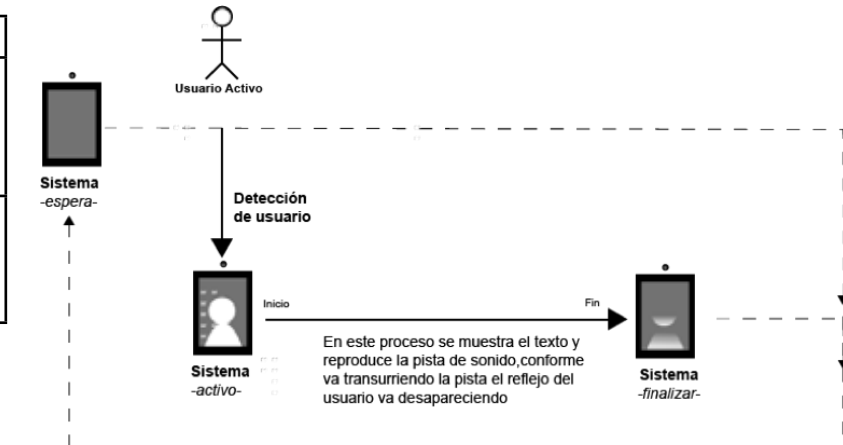 Usuario Activo
Sistema
-espera-
Detección
de usuario
Inicio
Fin
En este proceso se muestra el texto y
reproduce la pista de sonido,conforme
va transurriendo la pista el reflejo del
usuario va desapareciendo
Sistema
-activo-
Sistema
-finalizar-